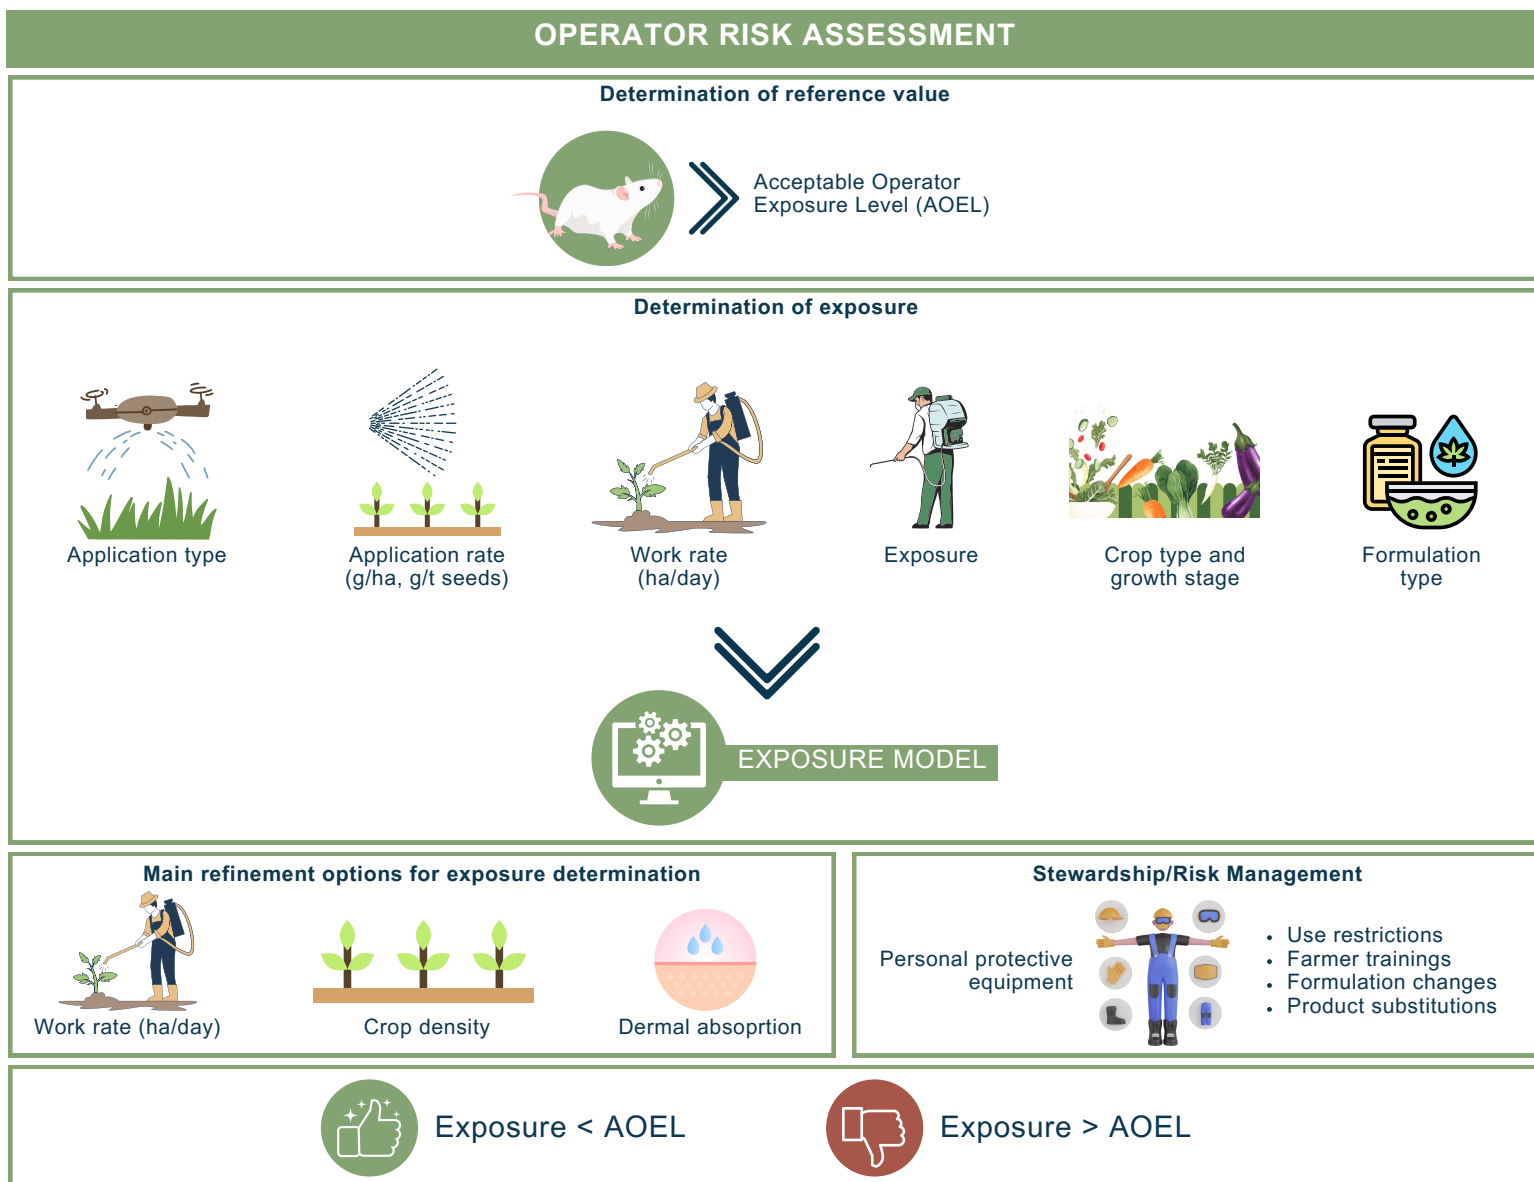 OPERATOR RISK ASSESSMENT
Determination of reference value
Acceptable Operator
Exposure Level (AOEL)
Determination of exposure
Application type
Application rate
(g/ha, g/t seeds)
Work rate
(ha/day)
Exposure
Crop type and
growth stage
Formulation
type
EXPOSURE MODEL
Main refinement options for exposure determination
Work rate (ha/day)
Crop density
Dermal absoprtion
Stewardship/Risk Management
Personal protective
equipment
• Use restrictions
• Farmer trainings
• Formulation changes
• Product substitutions
Exposure < AOEL
Exposure > AOEL